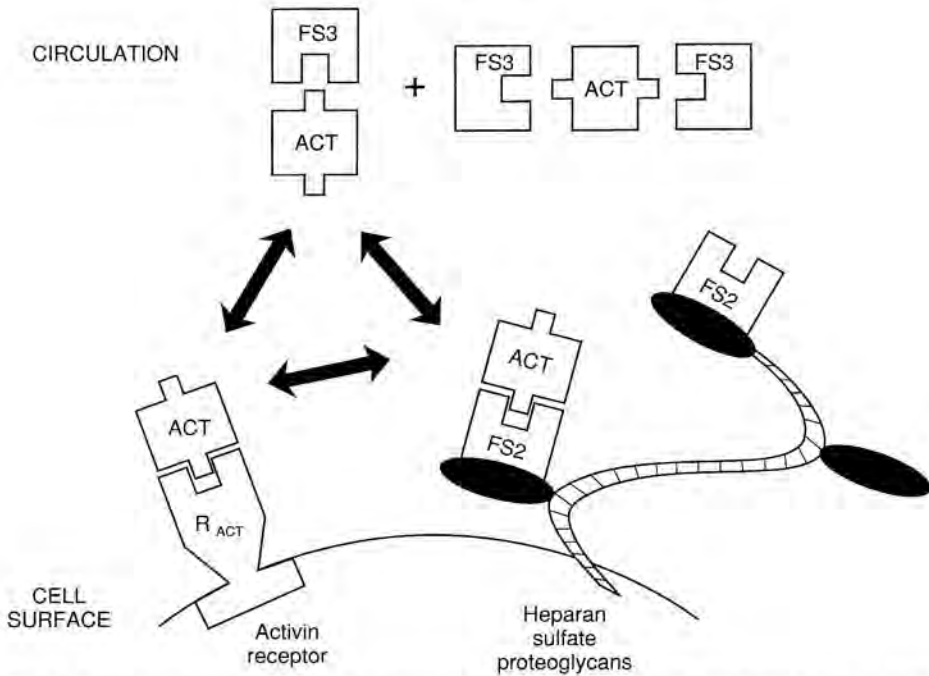 CIRCULATION
FS3
ACT
+
FS3
ACT
FS3
FS2
ACT
FS2
ACT
R ACT
CELL
SURFACE
Activin
receptor
Heparan
sulfate
proteoglycans